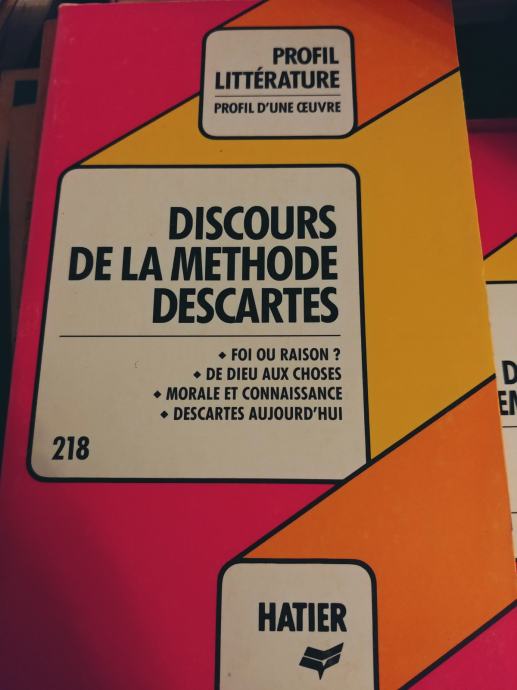 PROFIL
LITTÉRATURE
PROFIL D'UNE ŒUVRE
DISCOURS
DE LA METHODE
DESCARTES
◆ FOI OU RAISON ?
◆ DE DIEU AUX CHOSES
◆ MORALE ET CONNAISSANCE
◆ DESCARTES AUJOURD'HUI
218
HATIER